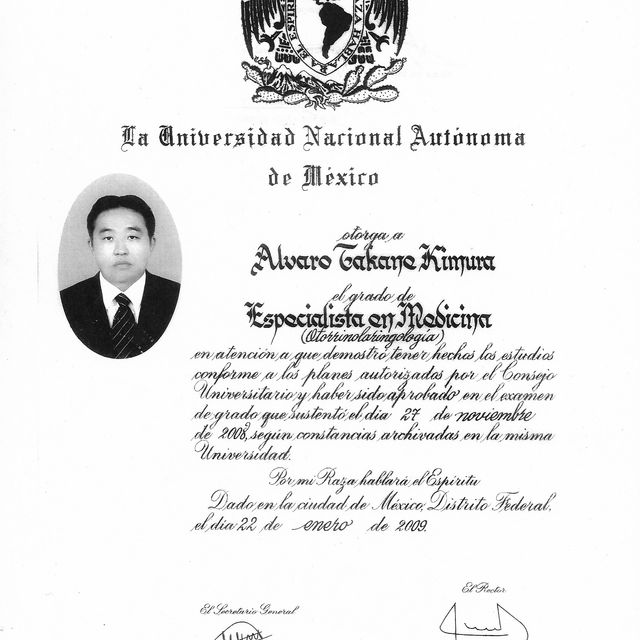 EL ESPIRI
ZA HABLARA
La Universidad Nacional Autónoma
de México
otorga a
Alvaro Takane Kimura
el grado de
Especialista en Medicina
(Otorrinolaringología)
en atención a que demostró tener hechos los estudios
conforme a los planes autorizados por el Consejo
Universitario y haber sido aprobado en el examen
de grado que sustentó el día 27 de noviembre
de 2008, según constancias archivadas en la misma
Universidad.
Por mi Raza hablará el Espíritu
Dado en la ciudad de México, Distrito Federal,
el día 22 de enero de 2009.
El Rector
El Secretario General